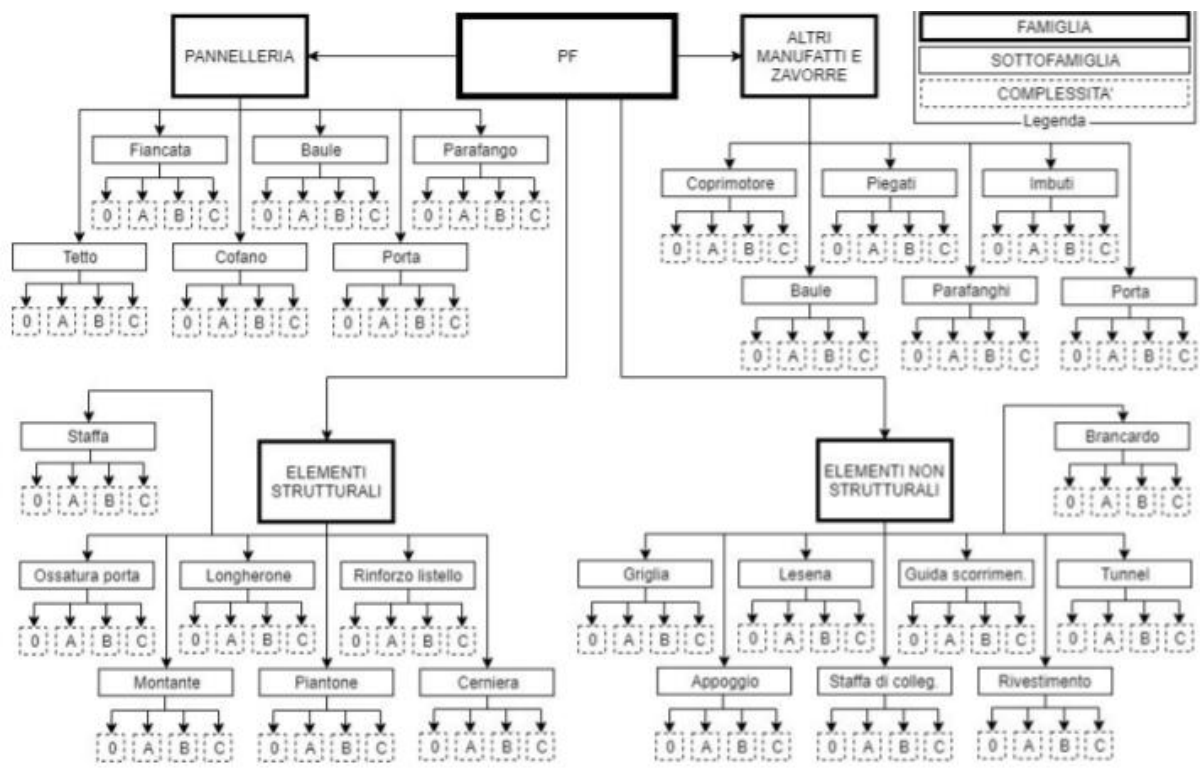 PANNELLERIA
PF
ALTRI
MANUFATTI E
ZAVORRE
FAMIGLIA
SOTTOFAMIGLIA
COMPLESSITA'
Legenda
Fiancata
Baule
Parafango
0 A B C
0 A B C
0 A B C
Tetto
Cofano
Porta
0 A B C
0 A B C
0 A B C
Coprimotore
Piegati
Imbuti
0 A B C
0 A B C
0 A B C
Baule
Parafanghi
Porta
0 A B C
0 A B C
0 A B C
Staffa
0 A B C
ELEMENTI
STRUTTURALI
Ossatura porta
Longherone
Rinforzo listello
0 A B C
0 A B C
0 A B C
Montante
Piantone
Cerniera
0 A B C
0 A B C
0 A B C
ELEMENTI NON
STRUTTURALI
Brancardo
0 A B C
Griglia
Lesena
Guida scorrimen.
Tunnel
0 A B C
0 A B C
0 A B C
0 A B C
Appoggio
Staffa di colleg.
Rivestimento
0 A B C
0 A B C
0 A B C